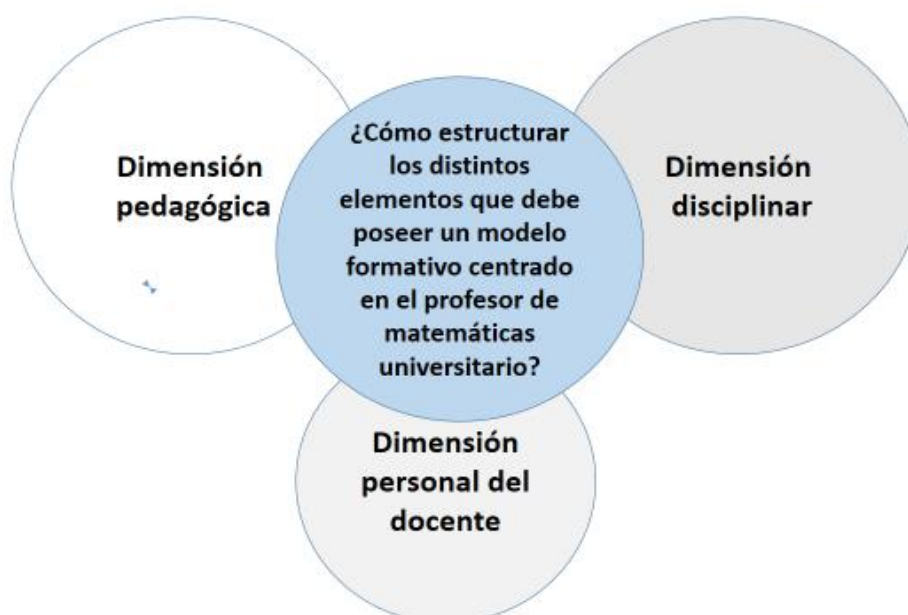 ¿Cómo estructurar
los distintos
elementos que debe
poseer un modelo
formativo centrado
en el profesor de
matemáticas
universitario?
Dimensión
pedagógica
Dimensión
disciplinar
Dimensión
personal del
docente